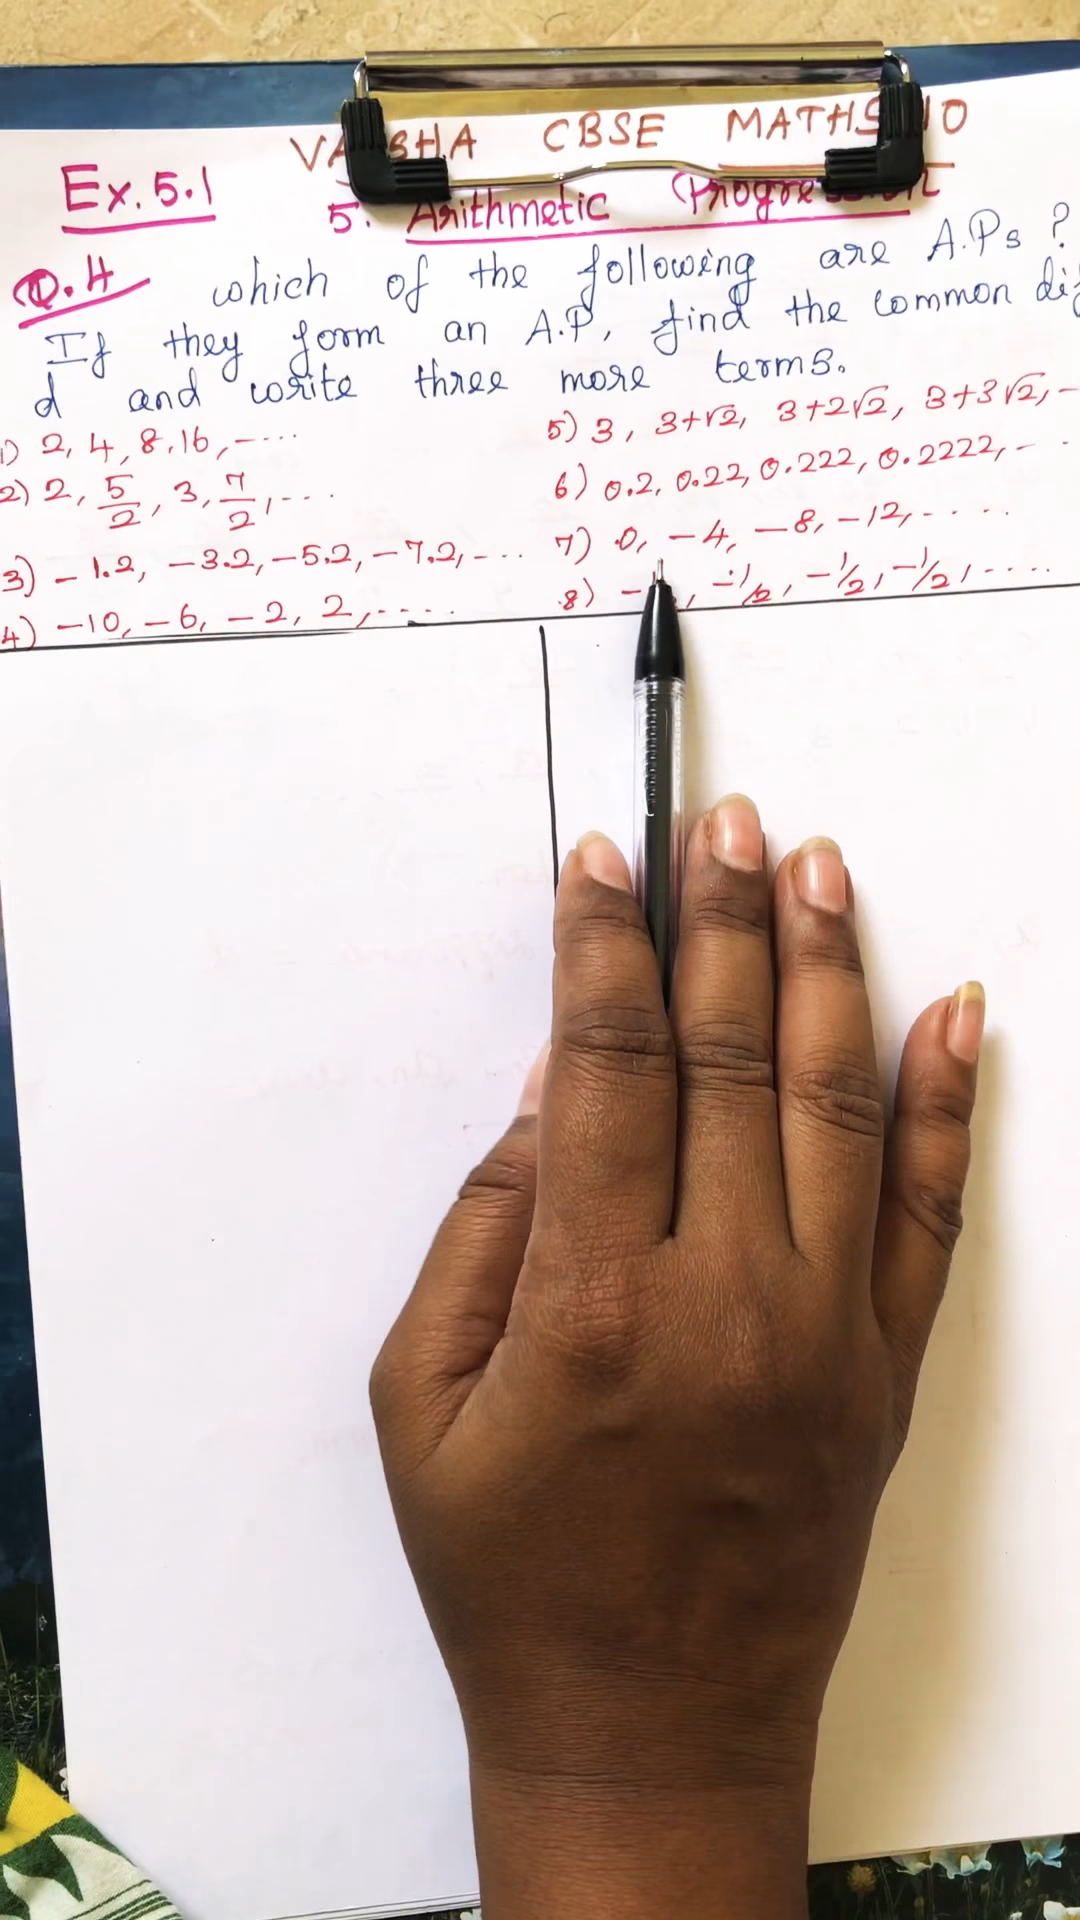 CBSE MATHS 10
Ex. 5.1
5. Arithmetic
Q.4 which of the following are A.Ps ?
If they form an A.P, find the common
d and write three more terms.
1) 2, 4, 8, 16, -...
2) 2, 5/2, 3, 7/2, ...
3) -1.2, -3.2, -5.2, -7.2, -...
4) -10, -6, -2, 2, ....
5) 3, 3+√2, 3+2√2, 3+3√2, -
6) 0.2, 0.22, 0.222, 0.2222, - ..
7) 0, -4, -8, -12, .....
8) -1/2, -1/2, -1/2, ....